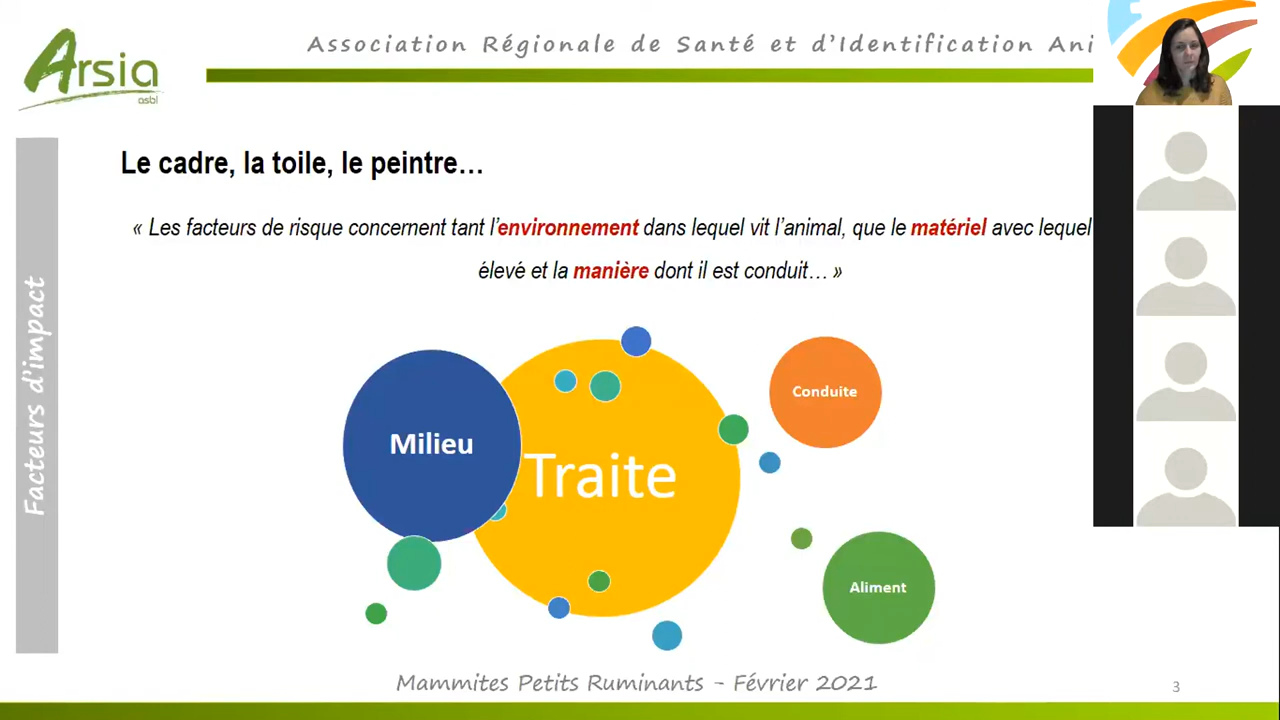 Arsia
asbl
Association Régionale de Santé et d'Identification Ani
Le cadre, la toile, le peintre…
« Les facteurs de risque concernent tant l'environnement dans lequel vit l'animal, que le matériel avec lequel
élevé et la manière dont il est conduit… »
Facteurs d'impact
Milieu
Traite
Conduite
Aliment
Mammites Petits Ruminants - Février 2021
3